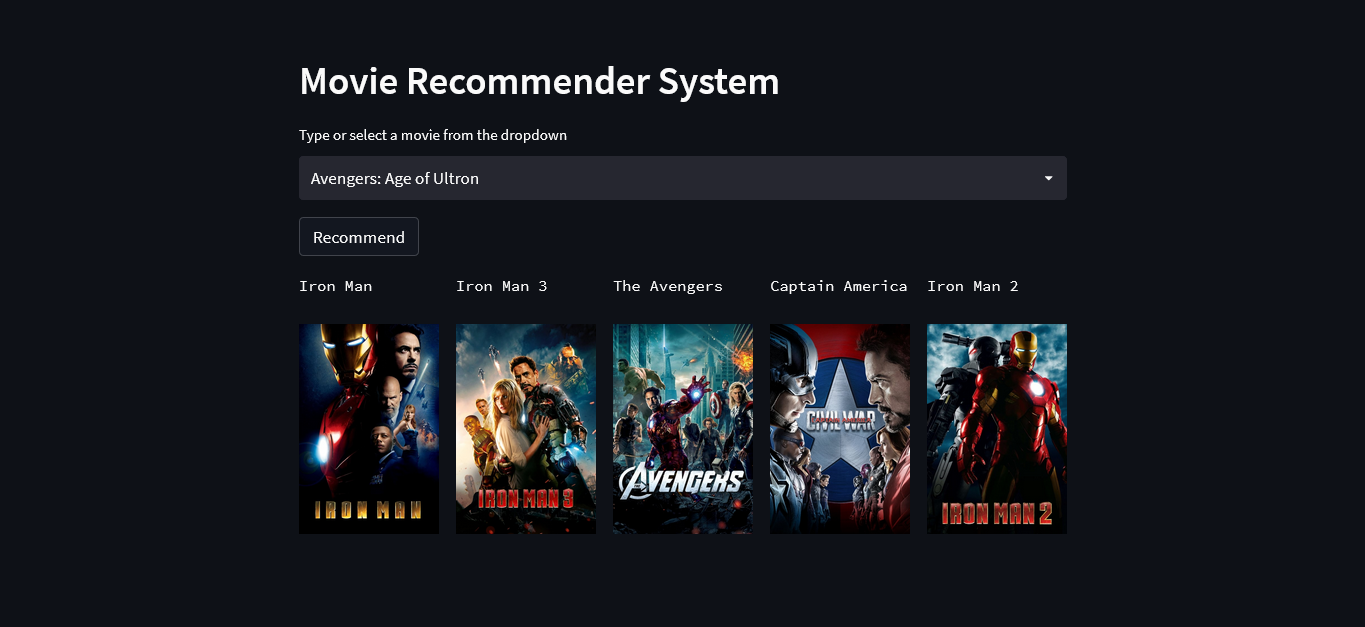 Movie Recommender System
Type or select a movie from the dropdown
Avengers: Age of Ultron
Recommend
Iron Man
Iron Man 3
The Avengers
Captain America
Iron Man 2
IRON MAN
IRON MAN 3
AVENGERS
CIVIL WAR
IRON MAN 2